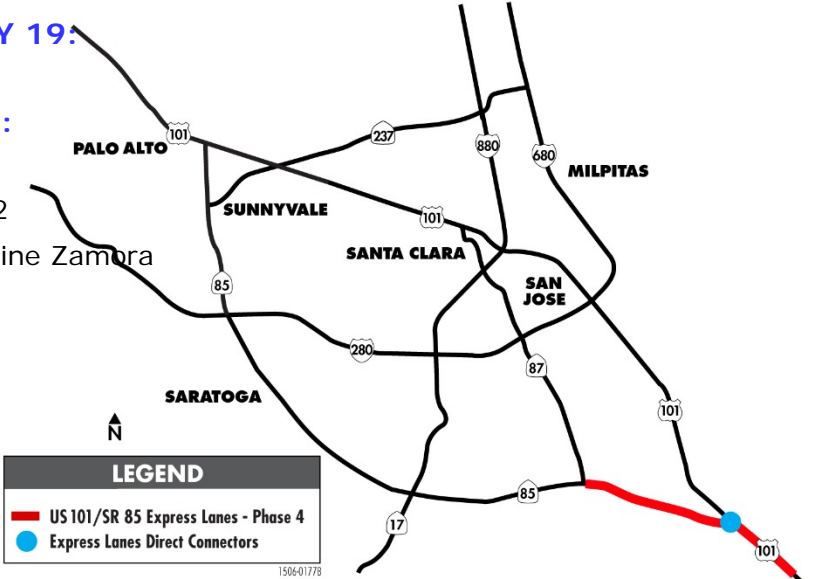 Y 19:
:
2
ine Zamora
101
237
880
680
PALO ALTO
MILPITAS
SUNNYVALE
101
SANTA CLARA
SAN
JOSE
85
280
87
SARATOGA
101
N
LEGEND
US 101/SR 85 Express Lanes - Phase 4
Express Lanes Direct Connectors
85
17
101
1506-0177B